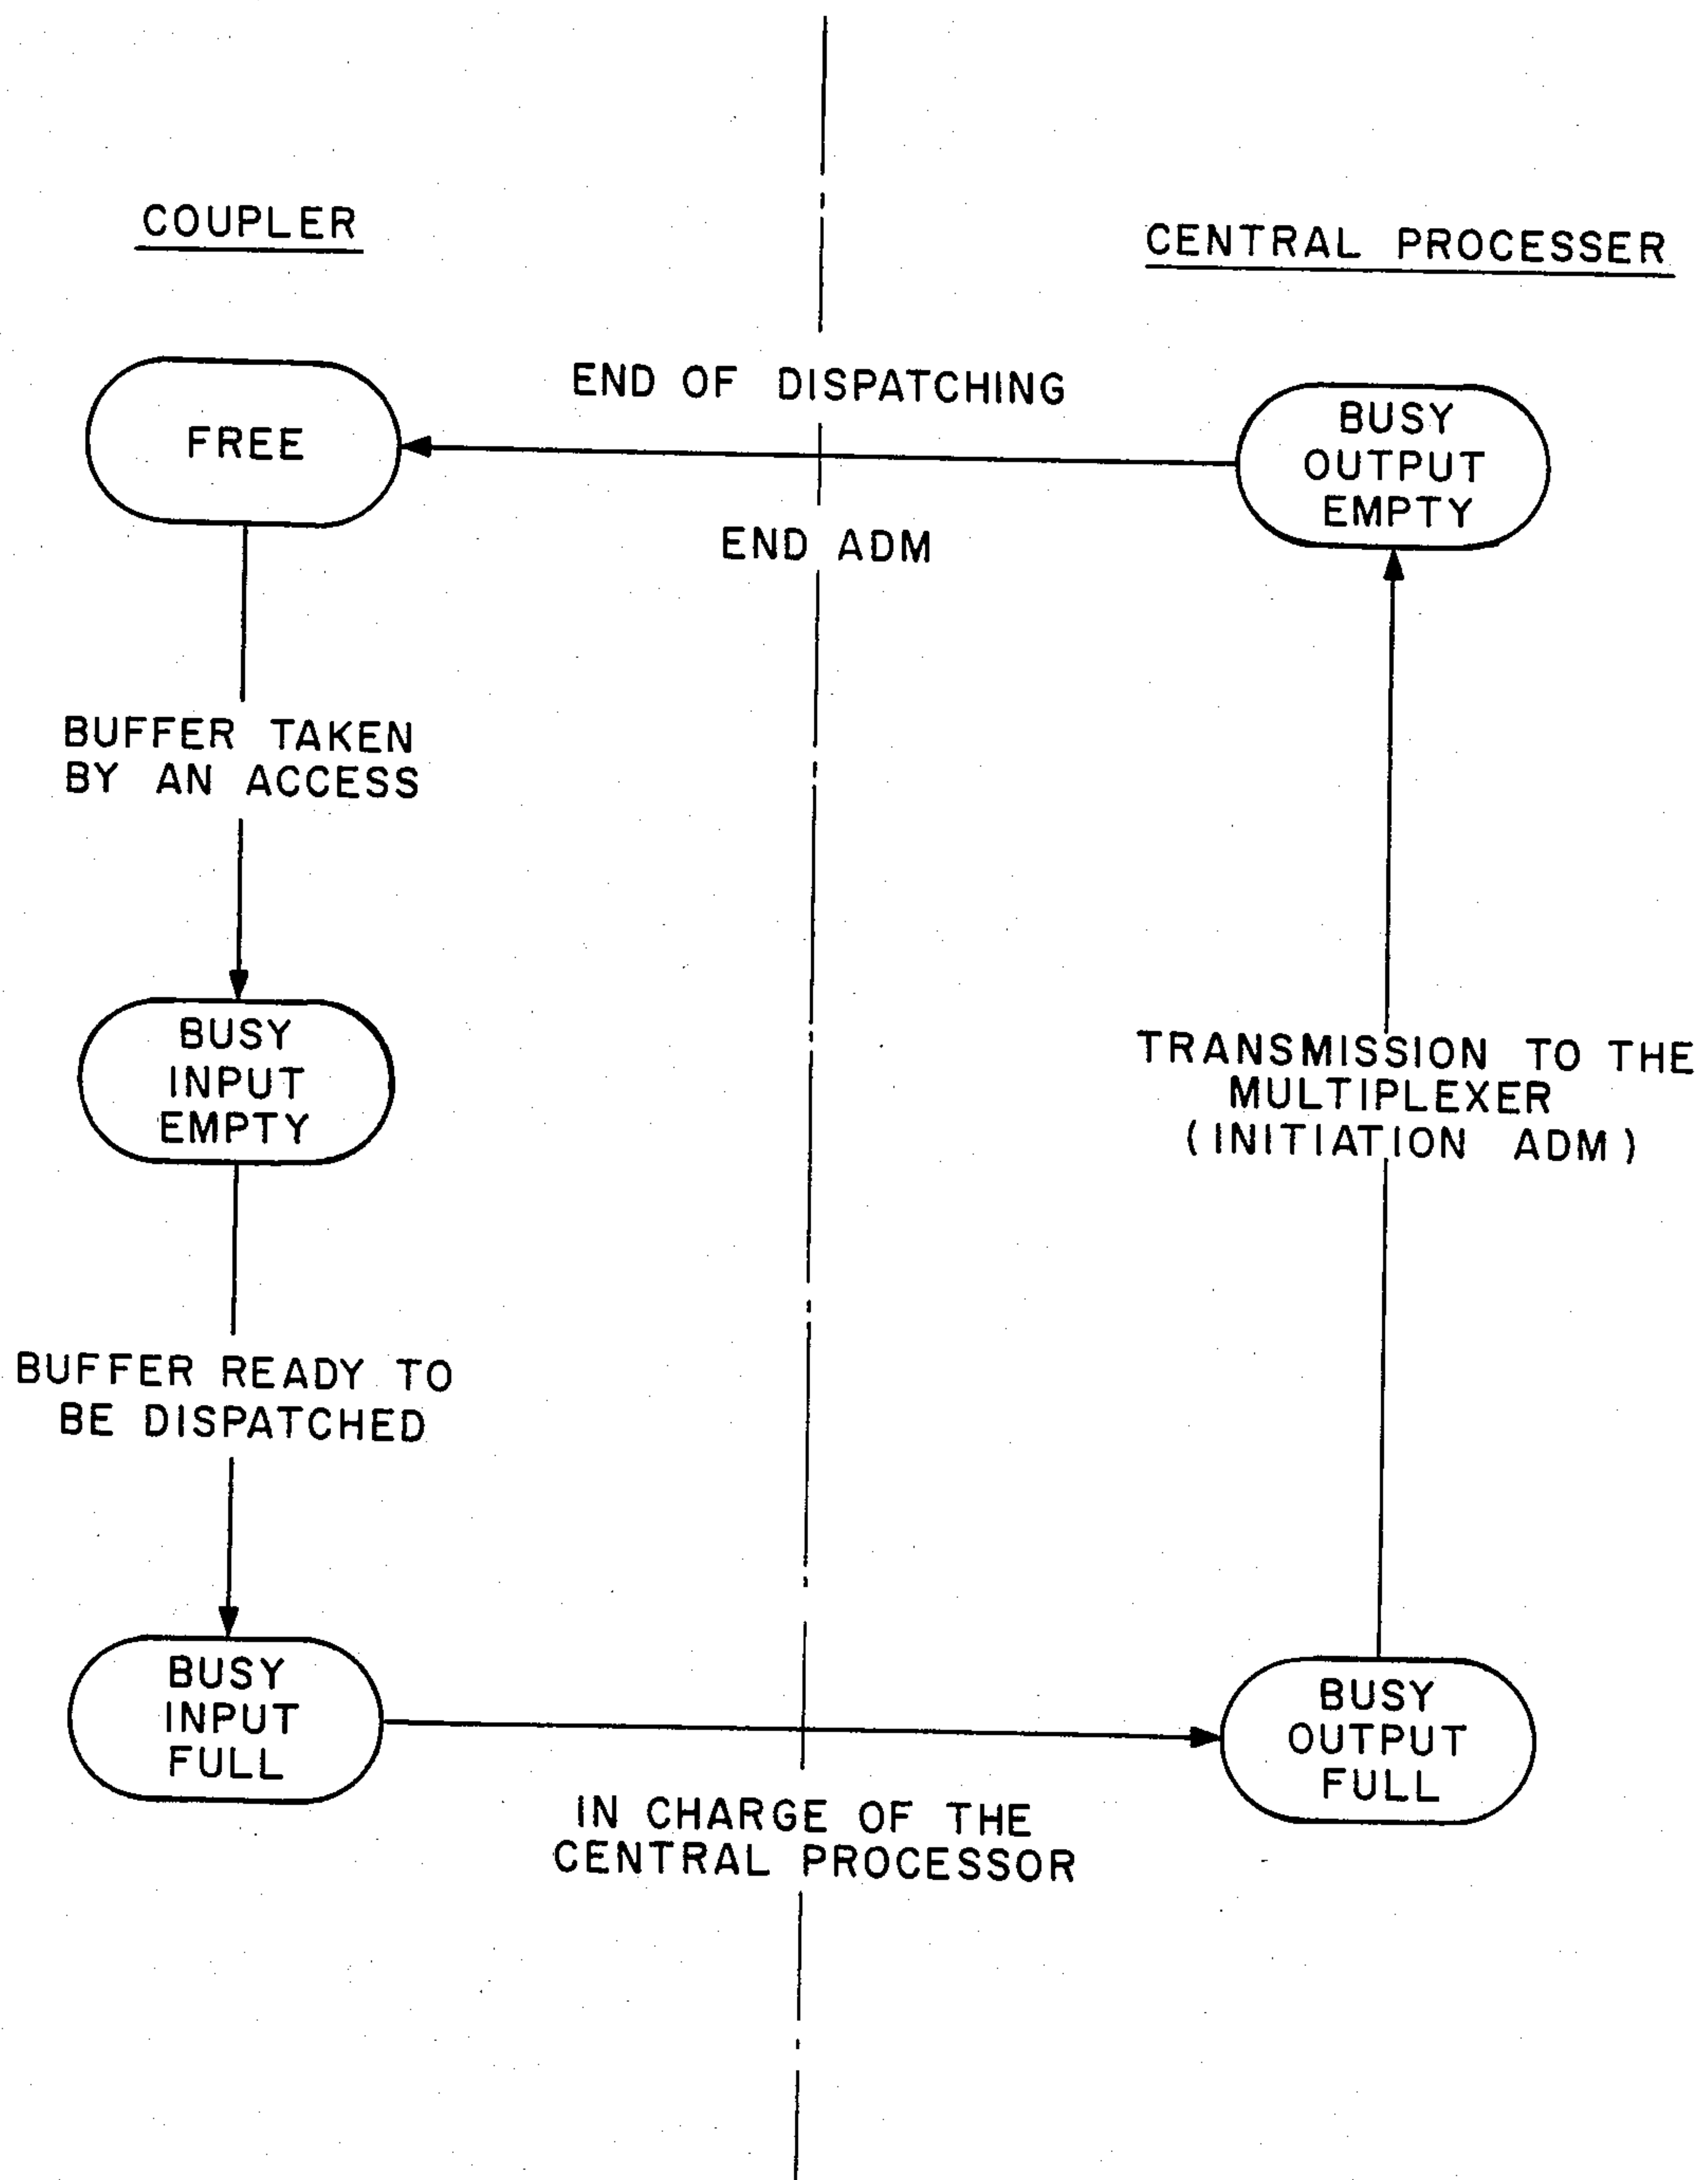 COUPLER
CENTRAL PROCESSER
END OF DISPATCHING
FREE
BUSY
OUTPUT
EMPTY
END ADM
BUFFER TAKEN
BY AN ACCESS
BUSY
INPUT
EMPTY
TRANSMISSION TO THE
MULTIPLEXER
(INITIATION ADM)
BUFFER READY TO
BE DISPATCHED
BUSY
INPUT
FULL
BUSY
OUTPUT
FULL
IN CHARGE OF THE
CENTRAL PROCESSOR